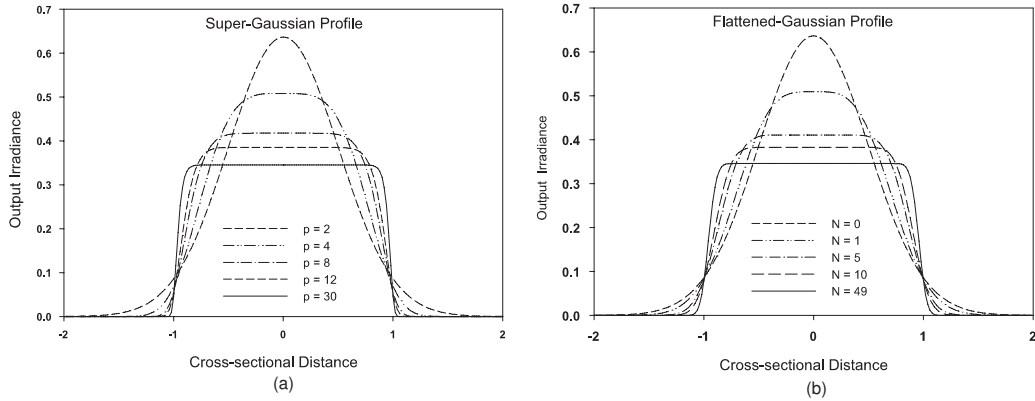 Super-Gaussian Profile
0.7
0.6
0.5
0.4
0.3
0.2
0.1
0.0
Output Irradiance
p = 2
p = 4
p = 8
p = 12
p = 30
-2
-1
0
1
2
Cross-sectional Distance
(a)
Flattened-Gaussian Profile
0.7
0.6
0.5
0.4
0.3
0.2
0.1
0.0
Output Irradiance
N = 0
N = 1
N = 5
N = 10
N = 49
-2
-1
0
1
2
Cross-sectional Distance
(b)